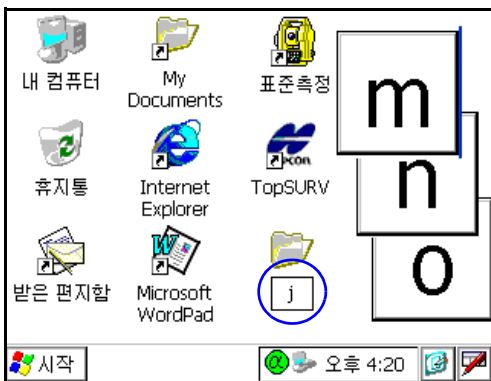 내 컴퓨터
My
Documents
표준측정
m
휴지통
Internet
Explorer
TopSURV
n
받은 편지함
Microsoft
WordPad
j
o
시작
오후 4:20